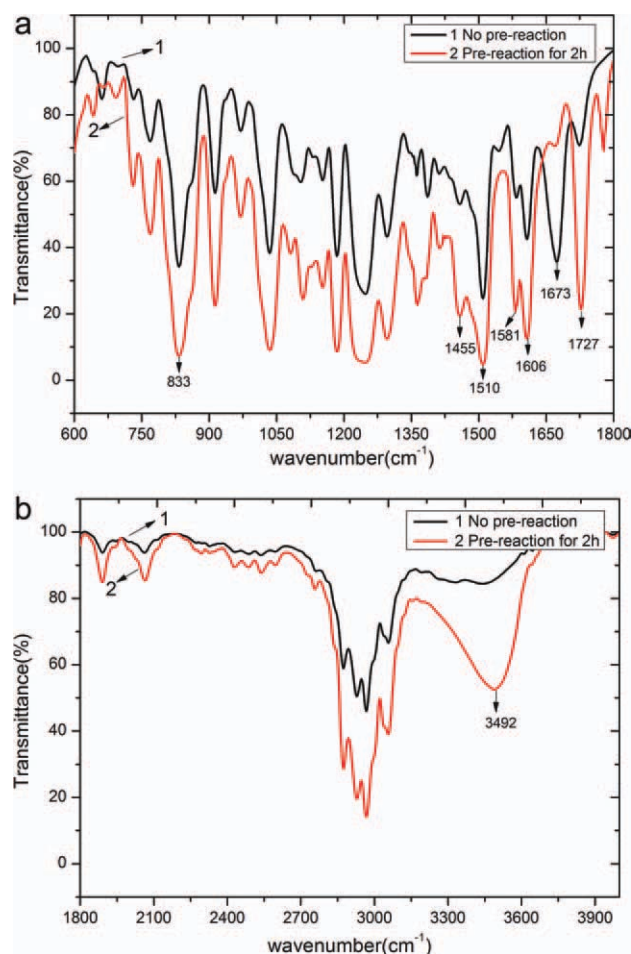 a
1 No pre-reaction
2 Pre-reaction for 2h
1
2
Transmittance(%)
100
80
60
40
20
0
833
1455
1510
1581
1606
1673
1727
600 750 900 1050 1200 1350 1500 1650 1800
wavenumber(cm⁻¹)
b
1 No pre-reaction
2 Pre-reaction for 2h
1
2
Transmittance(%)
100
80
60
40
20
0
3492
1800 2100 2400 2700 3000 3300 3600 3900
wavenumber(cm⁻¹)